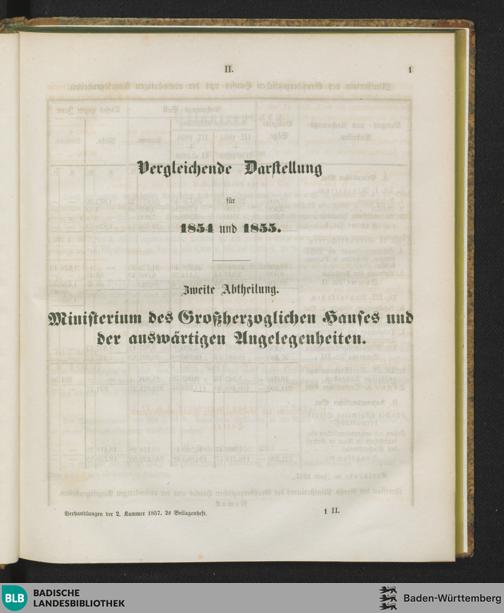 II.
1
Vergleichende Darstellung
für
1854 und 1855.
Zweite Abtheilung.
Ministerium des Großherzoglichen Hauses und
der auswärtigen Angelegenheiten.
Verhandlungen der 2. Kammer 1857. 2s Beilagenheft.
1 II.
BLB BADISCHE
LANDESBIBLIOTHEK
Baden-Württemberg